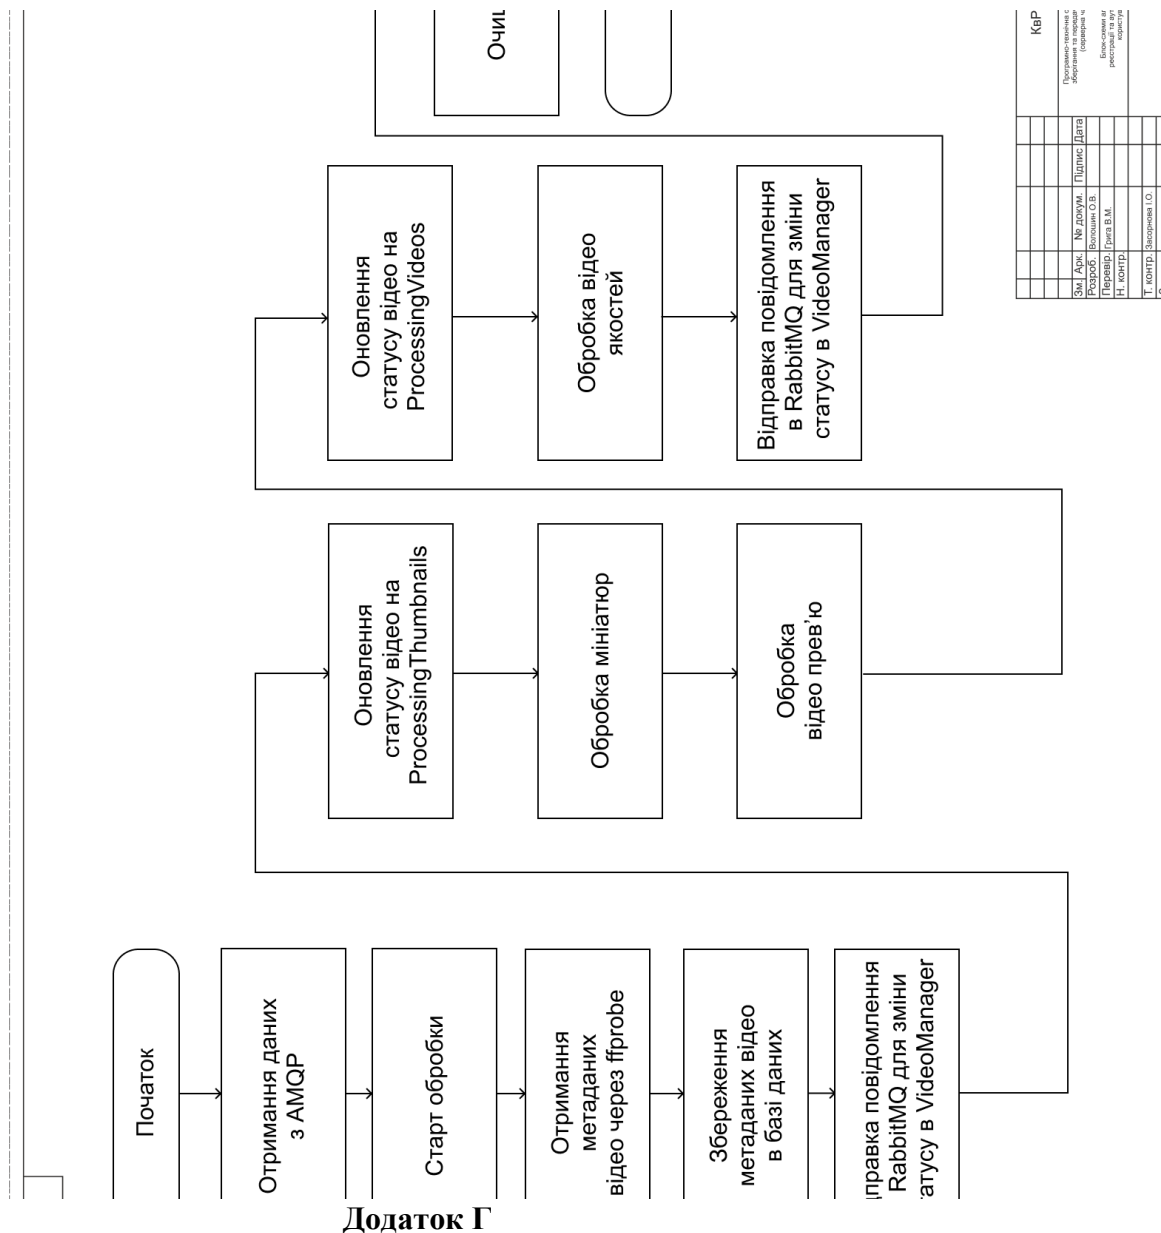 Початок
Отримання даних
з AMQP
Старт обробки
Отримання
метаданих
відео через ffprobe
Збереження
метаданих відео
в базі даних
повідомлення
RabbitMQ для зміни
в VideoManager
Оновлення
статусу відео на
ProcessingThumbnails
Обробка мініатюр
Обробка
відео прев’ю
Оновлення
статусу відео на
ProcessingVideos
Обробка відео
якостей
Відправка повідомлення
в RabbitMQ для зміни
статусу в VideoManager
КвР
Зм. Арк. № докум. Підпис Дата
Розроб. Волошин О.В.
Перевір. Грига В.М.
Н. контр.
Т. контр. Засорнова І.О.
Додаток Г